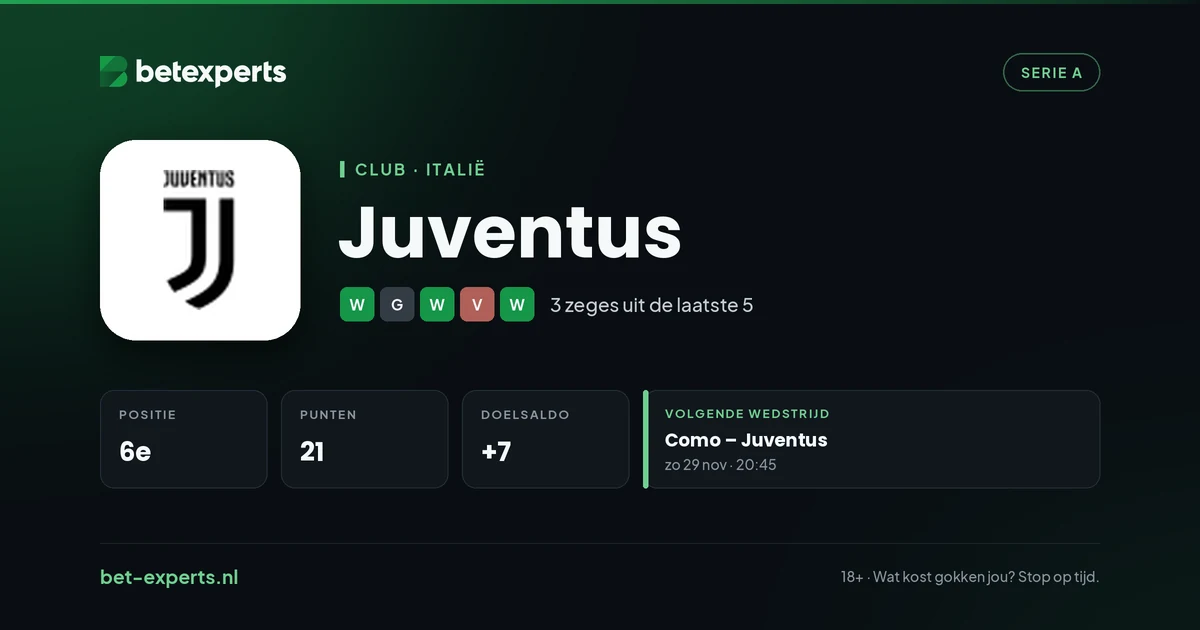 betexperts
SERIE A
JUVENTUS
CLUB · ITALIË
Juventus
W G W V W 3 zeges uit de laatste 5
POSITIE
6e
PUNTEN
21
DOELSALDO
+7
VOLGENDE WEDSTRIJD
Como – Juventus
zo 29 nov · 20:45
bet-experts.nl
18+ · Wat kost gokken jou? Stop op tijd.